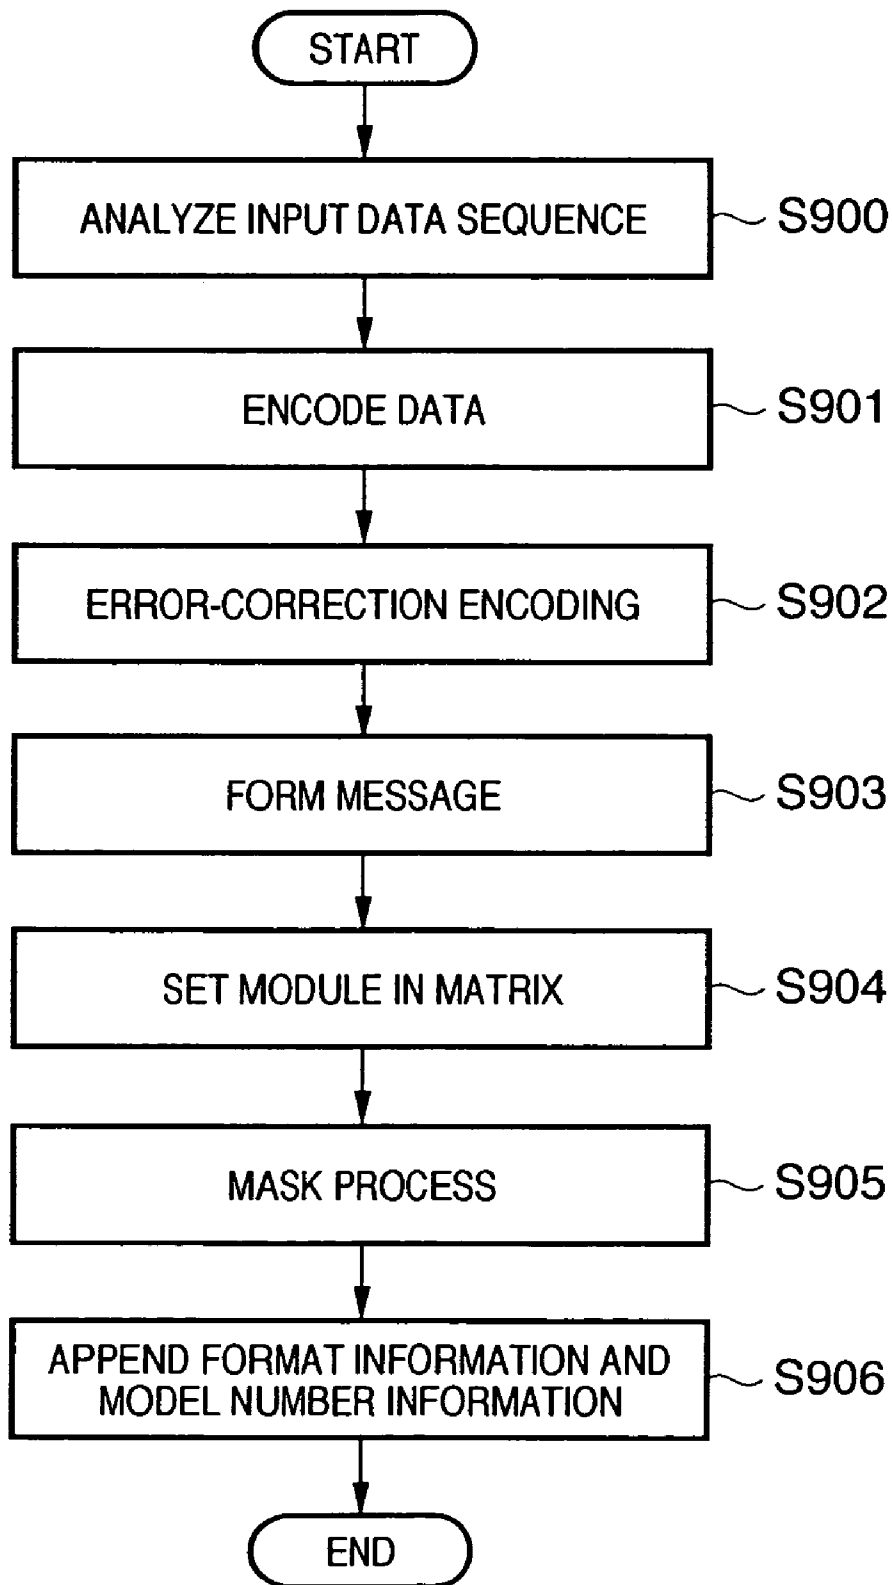 START
ANALYZE INPUT DATA SEQUENCE
S900
ENCODE DATA
S901
ERROR-CORRECTION ENCODING
S902
FORM MESSAGE
S903
SET MODULE IN MATRIX
S904
MASK PROCESS
S905
APPEND FORMAT INFORMATION AND
MODEL NUMBER INFORMATION
S906
END